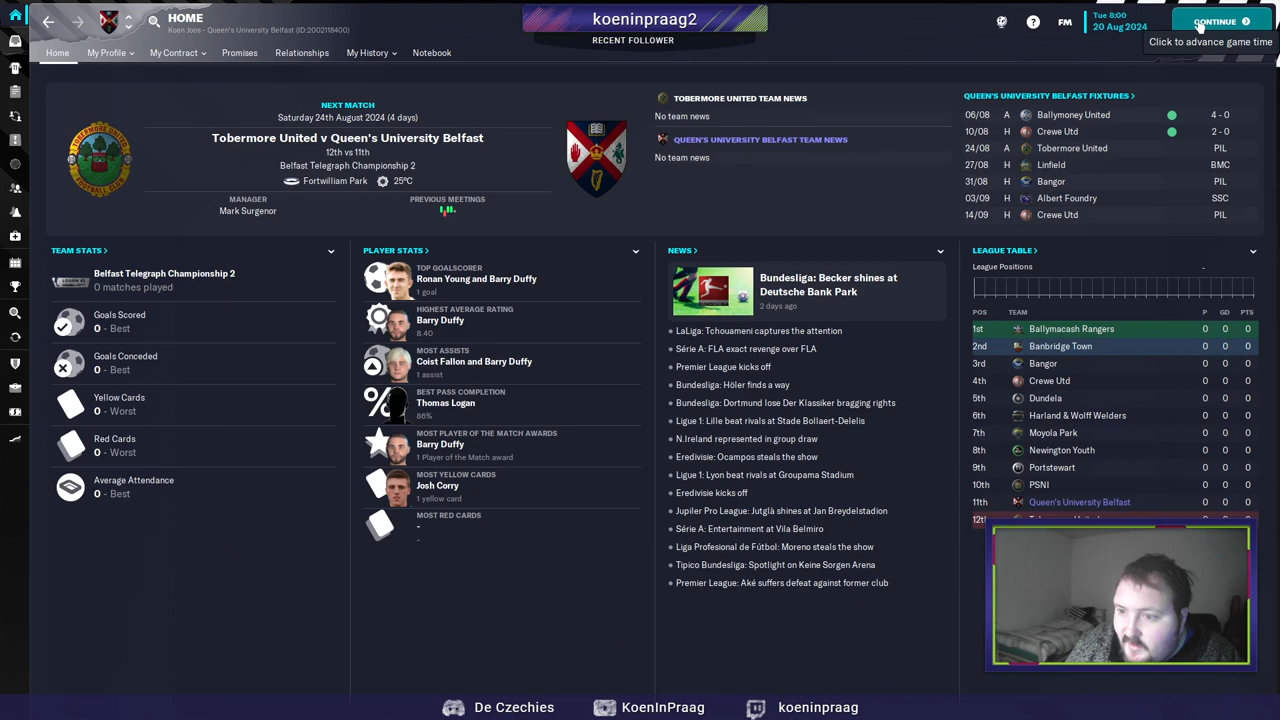 HOME
Koen Joos - Queen's University Belfast (ID:2002118400)
koeninpraag2
RECENT FOLLOWER
FM
Tue 8:00
20 Aug 2024
CONTINUE
Click to advance game time
Home
My Profile
My Contract
Promises
Relationships
My History
Notebook
NEXT MATCH
Saturday 24th August 2024 (4 days)
Tobermore United v Queen's University Belfast
12th vs 11th
Belfast Telegraph Championship 2
Fortwilliam Park
25°C
MANAGER
Mark Surgenor
PREVIOUS MEETINGS
TOBERMORE UNITED TEAM NEWS
No team news
QUEEN'S UNIVERSITY BELFAST TEAM NEWS
No team news
QUEEN'S UNIVERSITY BELFAST FIXTURES >
06/08 A Ballymoney United 4 - 0
10/08 H Crewe Utd 2 - 0
24/08 A Tobermore United PIL
27/08 H Linfield BMC
31/08 H Bangor PIL
03/09 H Albert Foundry SSC
14/09 H Crewe Utd PIL
TEAM STATS >
Belfast Telegraph Championship 2
0 matches played
Goals Scored
0 - Best
Goals Conceded
0 - Best
Yellow Cards
0 - Worst
Red Cards
0 - Worst
Average Attendance
0 - Best
PLAYER STATS >
TOP GOALSCORER
Ronan Young and Barry Duffy
1 goal
HIGHEST AVERAGE RATING
Barry Duffy
8.40
MOST ASSISTS
Coist Fallon and Barry Duffy
1 assist
BEST PASS COMPLETION
Thomas Logan
86%
MOST PLAYER OF THE MATCH AWARDS
Barry Duffy
1 Player of the Match award
MOST YELLOW CARDS
Josh Corry
1 yellow card
MOST RED CARDS
-
-
NEWS >
Bundesliga: Becker shines at
Deutsche Bank Park
2 days ago
LaLiga: Tchouameni captures the attention
Série A: FLA exact revenge over FLA
Premier League kicks off
Bundesliga: Höler finds a way
Bundesliga: Dortmund lose Der Klassiker bragging rights
Ligue 1: Lille beat rivals at Stade Bollaert-Delelis
N.Ireland represented in group draw
Eredivisie: Ocampos steals the show
Ligue 1: Lyon beat rivals at Groupama Stadium
Eredivisie kicks off
Jupiler Pro League: Jutglà shines at Jan Breydelstadion
Série A: Entertainment at Vila Belmiro
Liga Profesional de Fútbol: Moreno steals the show
Tipico Bundesliga: Spotlight on Keine Sorgen Arena
Premier League: Aké suffers defeat against former club
LEAGUE TABLE >
League Positions -
POS TEAM P GD PTS
1st Ballymacash Rangers 0 0 0
2nd Banbridge Town 0 0 0
3rd Bangor 0 0 0
4th Crewe Utd 0 0 0
5th Dundela 0 0 0
6th Harland & Wolff Welders 0 0 0
7th Moyola Park 0 0 0
8th Newington Youth 0 0 0
9th Portstewart 0 0 0
10th PSNI 0 0 0
11th Queen's University Belfast 0 0 0
De Czechies
KoenInPraag
koeninpraag